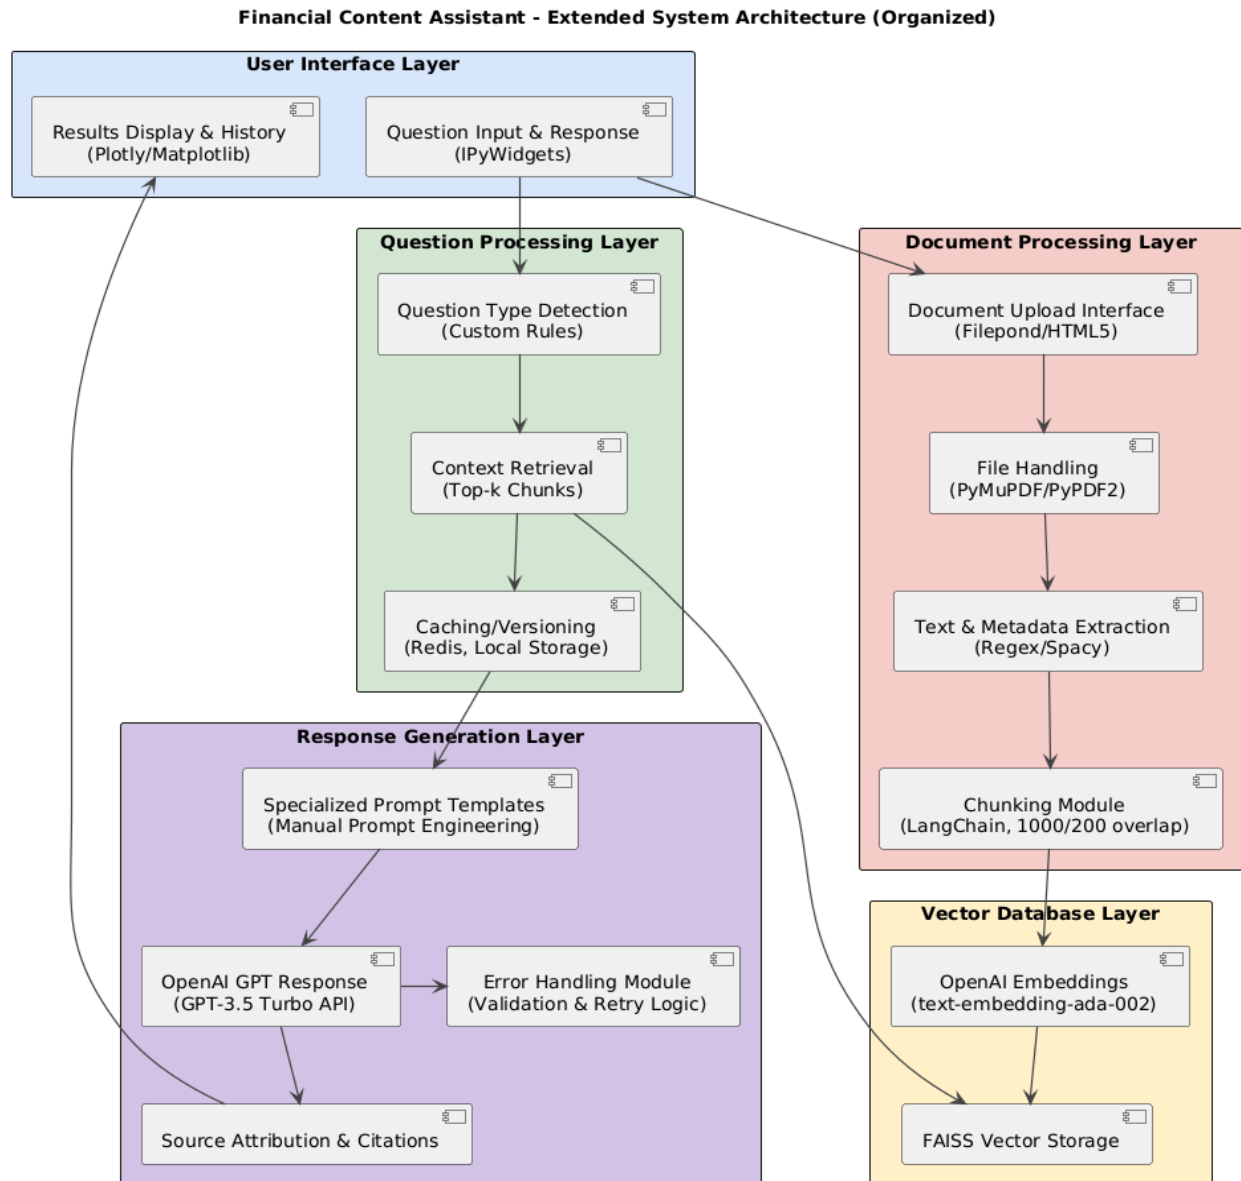 Financial Content Assistant - Extended System Architecture (Organized)
User Interface Layer
Results Display & History
(Plotly/Matplotlib)
Question Input & Response
(IPyWidgets)
Question Processing Layer
Question Type Detection
(Custom Rules)
Context Retrieval
(Top-k Chunks)
Caching/Versioning
(Redis, Local Storage)
Document Processing Layer
Document Upload Interface
(Filepond/HTML5)
File Handling
(PyMuPDF/PyPDF2)
Text & Metadata Extraction
(Regex/Spacy)
Chunking Module
(LangChain, 1000/200 overlap)
Response Generation Layer
Specialized Prompt Templates
(Manual Prompt Engineering)
OpenAI GPT Response
(GPT-3.5 Turbo API)
Error Handling Module
(Validation & Retry Logic)
Source Attribution & Citations
Vector Database Layer
OpenAI Embeddings
(text-embedding-ada-002)
FAISS Vector Storage